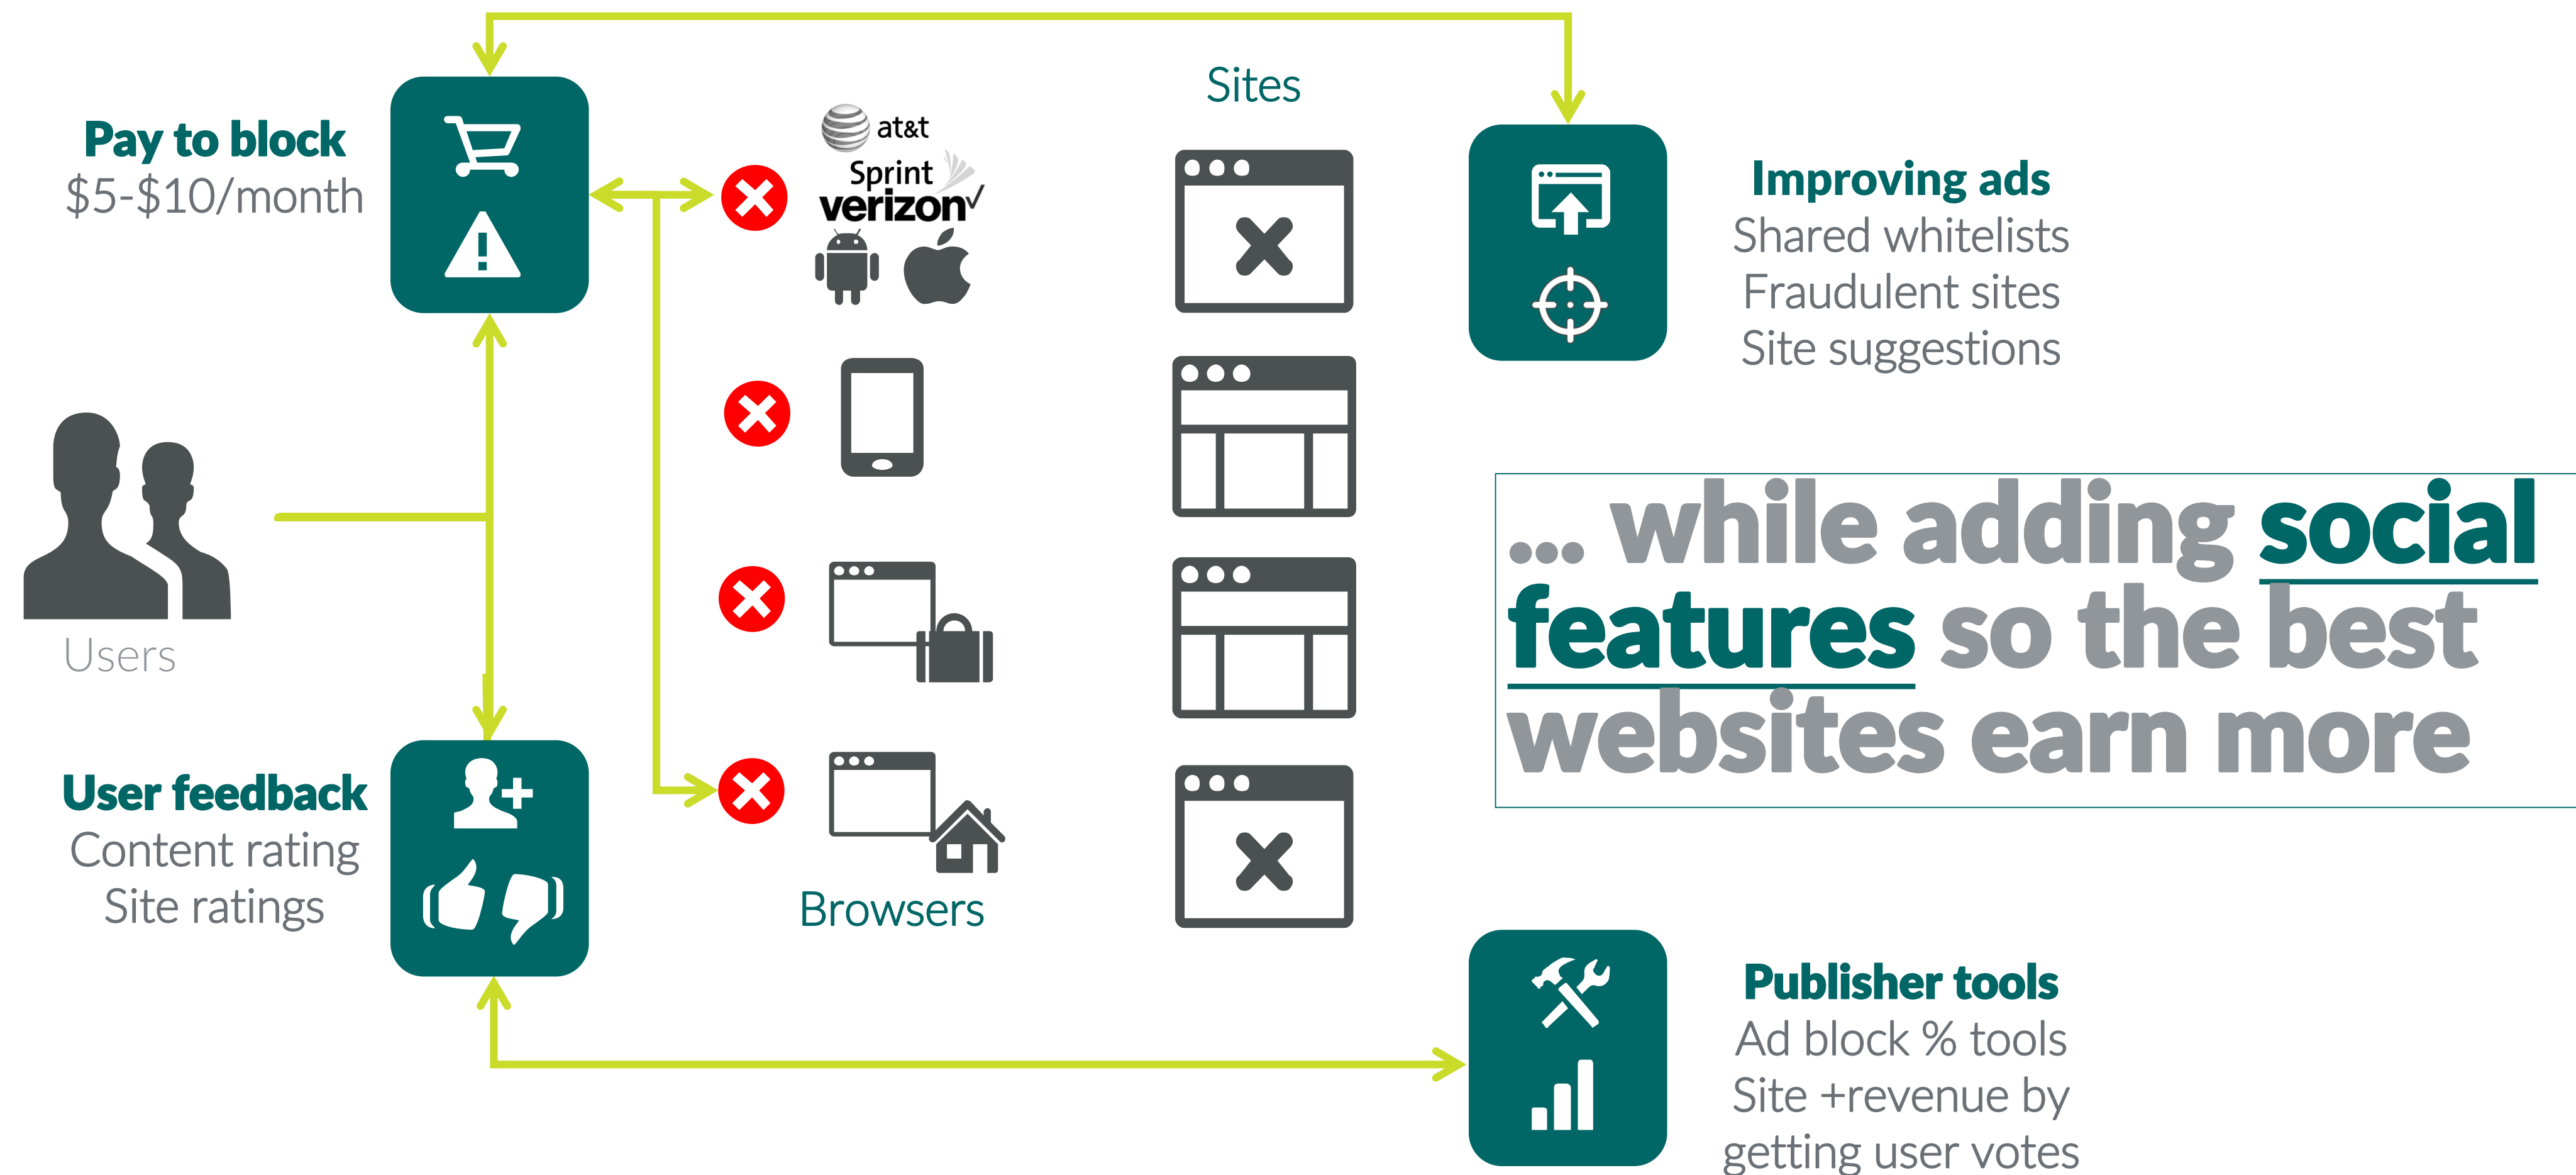 Sites
Pay to block
$5-$10/month
at&t
Sprint
verizon
Improving ads
Shared whitelists
Fraudulent sites
Site suggestions
... while adding social
features so the best
websites earn more
Users
User feedback
Content rating
Site ratings
Browsers
Publisher tools
Ad block % tools
Site +revenue by
getting user votes